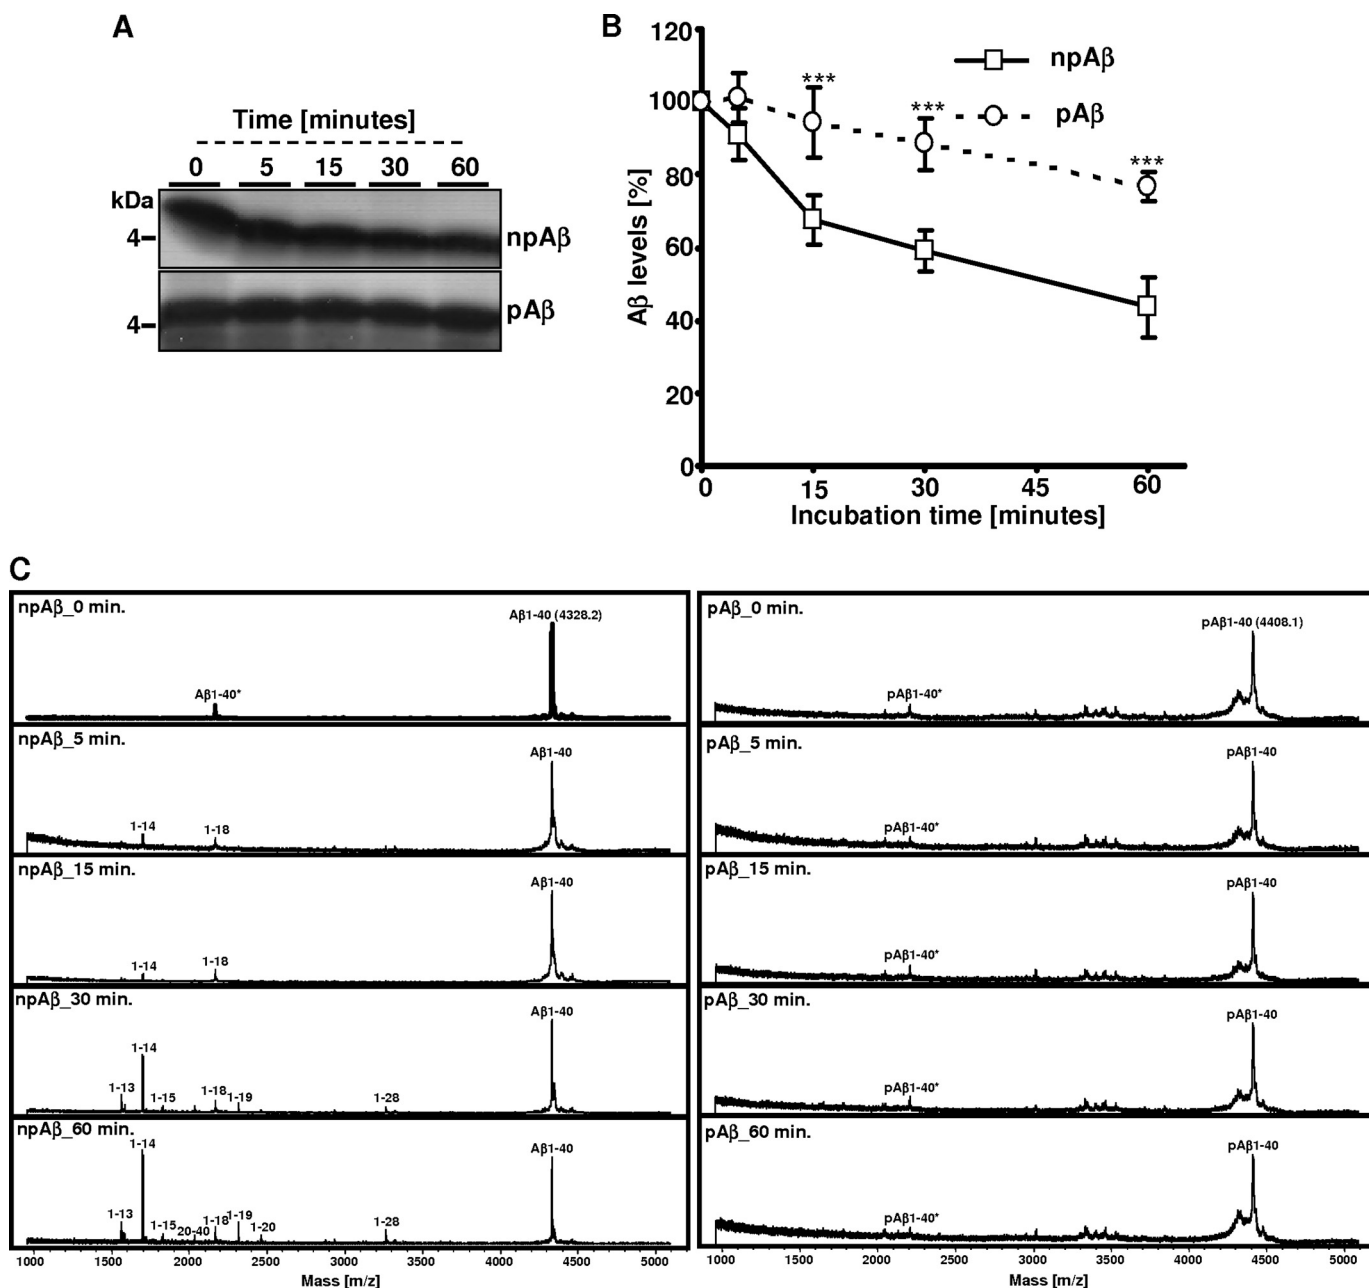 A
Time [minutes]
0 5 15 30 60
kDa
4
npAβ
4
pAβ
B
120
100
80
60
40
20
0
Aβ levels [%]
npAβ
pAβ
***
***
***
0 15 30 45 60
Incubation time [minutes]
C
npAβ_0 min.
Aβ1-40*
Aβ1-40 (4328.2)
npAβ_5 min.
1-14
1-18
Aβ1-40
npAβ_15 min.
1-14
1-18
Aβ1-40
npAβ_30 min.
1-13
1-14
1-15
1-18
1-19
1-28
Aβ1-40
npAβ_60 min.
1-13
1-14
1-15
20-40
1-18
1-19
1-20
1-28
Aβ1-40
1000 1500 2000 2500 3000 3500 4000 4500 5000
Mass [m/z]
pAβ_0 min.
pAβ1-40*
pAβ1-40 (4408.1)
pAβ_5 min.
pAβ1-40*
pAβ1-40
pAβ_15 min.
pAβ1-40*
pAβ1-40
pAβ_30 min.
pAβ1-40*
pAβ1-40
pAβ_60 min.
pAβ1-40*
pAβ1-40
1000 1500 2000 2500 3000 3500 4000 4500 5000
Mass [m/z]